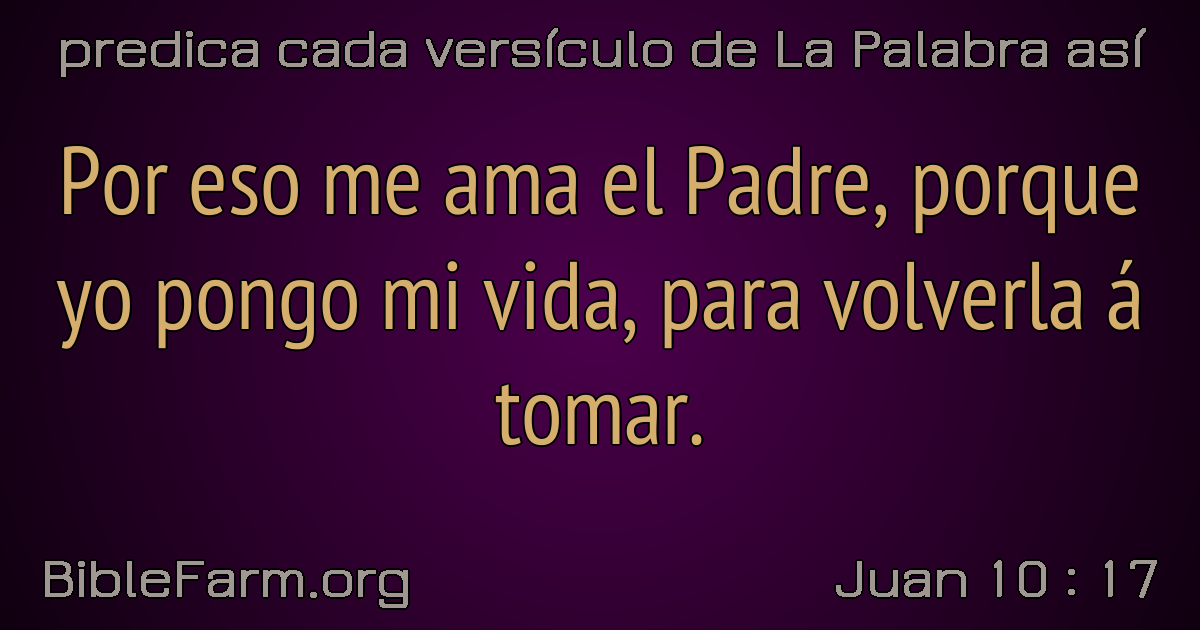 predica cada versículo de La Palabra así
Por eso me ama el Padre, porque
yo pongo mi vida, para volverla á
tomar.
BibleFarm.org
Juan 10 : 17